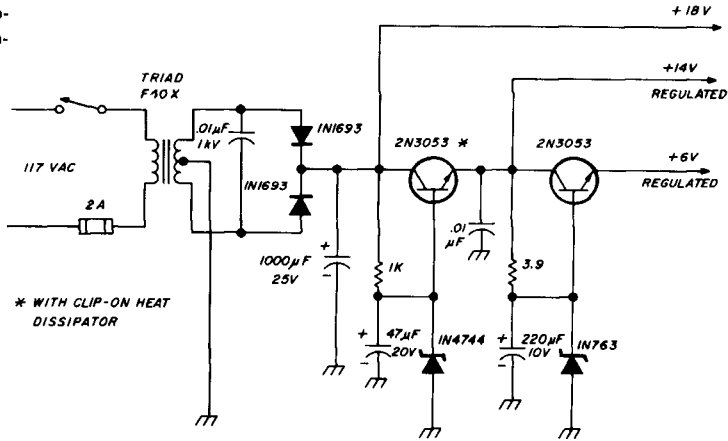 +18V
+14V
REGULATED
+6V
REGULATED
TRIAD
F40X
.01µF
1kV
1N1693
1N1693
117 VAC
2A
2N3053 *
2N3053
1000µF
25V
.01
µF
1K
3.9
47µF
20V
1N4744
220µF
10V
1N763
* WITH CLIP-ON HEAT
DISSIPATOR